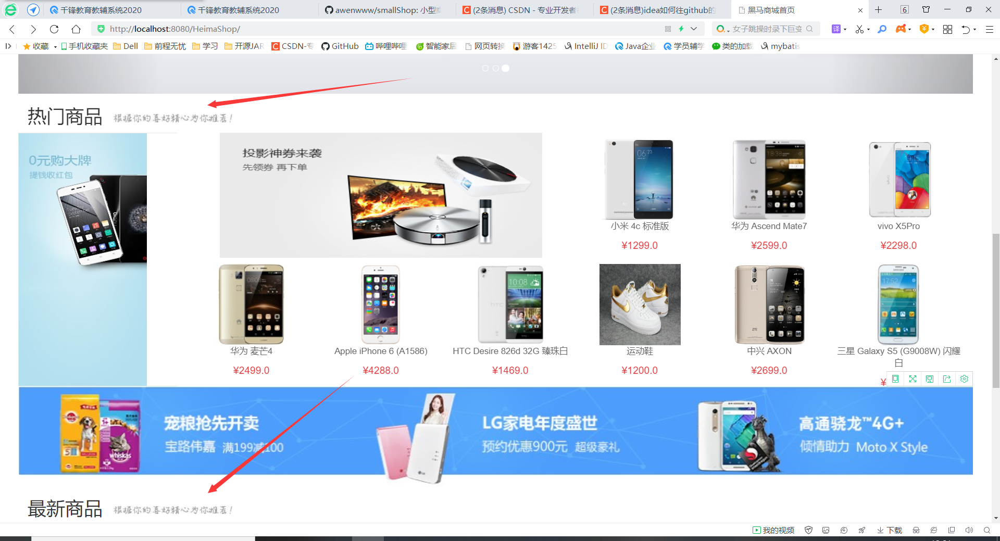 千锋教育教辅系统2020
千锋教育教辅系统2020
awenwww/smallShop: 小型商
(2条消息) CSDN - 专业开发者社
(2条消息)idea如何往github的
黑马商城首页
6
http://localhost:8080/HeimaShop/
女子跳操时录下巨变
译
收藏
手机收藏夹
Dell
前程无忧
学习
开源JAR
CSDN-专
GitHub
哔哩哔哩
智能家居
网页转换
游客1425
IntelliJ ID
Java企业
学员辅学
类的加载
mybatis
热门商品
根据你的喜好精心为你推荐!
0元购大牌
提钱收红包
投影神券来袭
先领券 再下单
小米 4c 标准版
¥1299.0
华为 Ascend Mate7
¥2599.0
vivo X5Pro
¥2298.0
华为 麦芒4
¥2499.0
Apple iPhone 6 (A1586)
¥4288.0
HTC Desire 826d 32G 臻珠白
¥1469.0
运动鞋
¥1200.0
中兴 AXON
¥2699.0
三星 Galaxy S5 (G9008W) 闪耀
白
¥
宠粮抢先开卖
宝路伟嘉 满199减100
whiskas
LG家电年度盛世
预约优惠900元 超级豪礼
高通骁龙™4G+
倾情助力 Moto X Style
最新商品
根据你的喜好精心为你推荐!
我的视频
下载